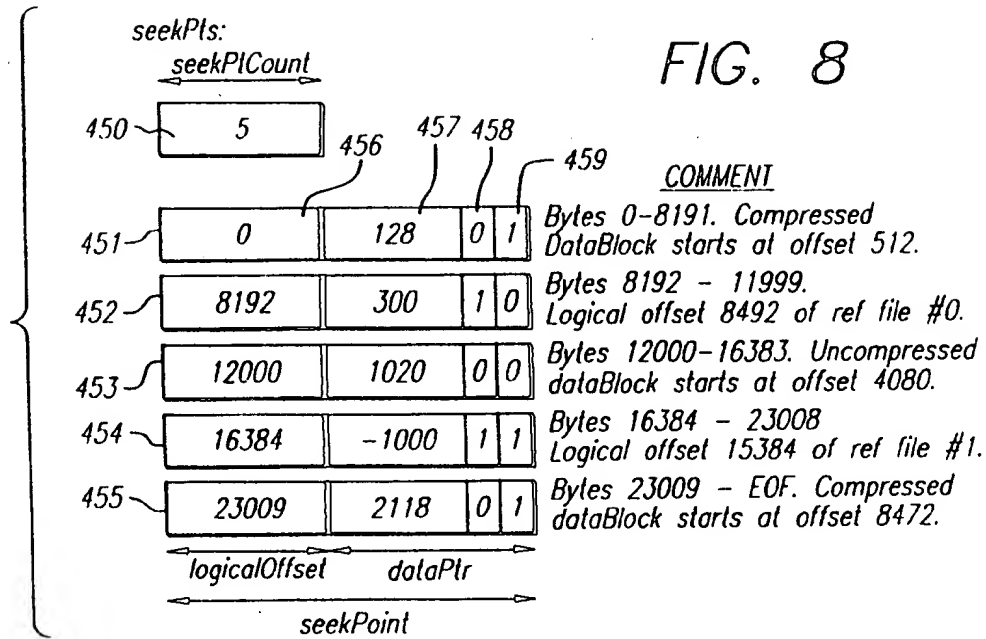 seekPts:
FIG. 8
seekPtCount
450
5
456
457
458
459
COMMENT
451
0
128
0
1
Bytes 0-8191. Compressed
DataBlock starts at offset 512.
452
8192
300
1
0
Bytes 8192 - 11999.
Logical offset 8492 of ref file #0.
453
12000
1020
0
0
Bytes 12000-16383. Uncompressed
dataBlock starts at offset 4080.
454
16384
-1000
1
1
Bytes 16384 - 23008
Logical offset 15384 of ref file #1.
455
23009
2118
0
1
Bytes 23009 - EOF. Compressed
dataBlock starts at offset 8472.
logicalOffset
dataPtr
seekPoint